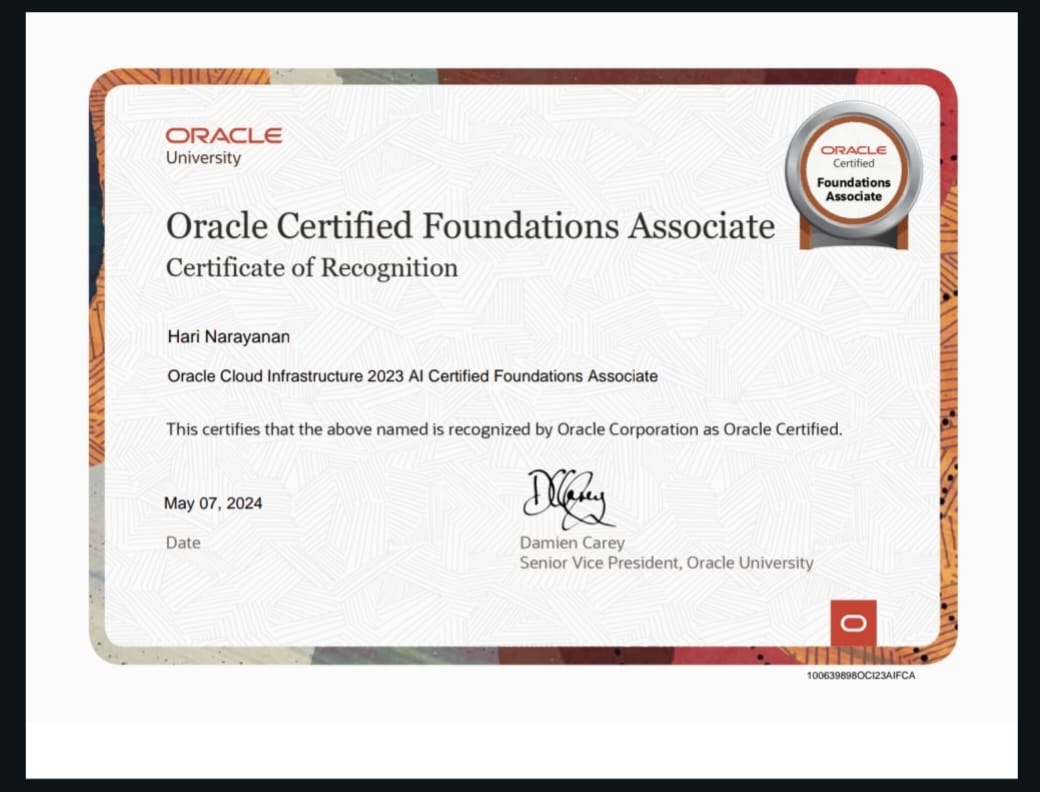 ORACLE
University
ORACLE
Certified
Foundations
Associate
Oracle Certified Foundations Associate
Certificate of Recognition
Hari Narayanan
Oracle Cloud Infrastructure 2023 AI Certified Foundations Associate
This certifies that the above named is recognized by Oracle Corporation as Oracle Certified.
May 07, 2024
Date
DCarey
Damien Carey
Senior Vice President, Oracle University
100639898OCI23AIFCA